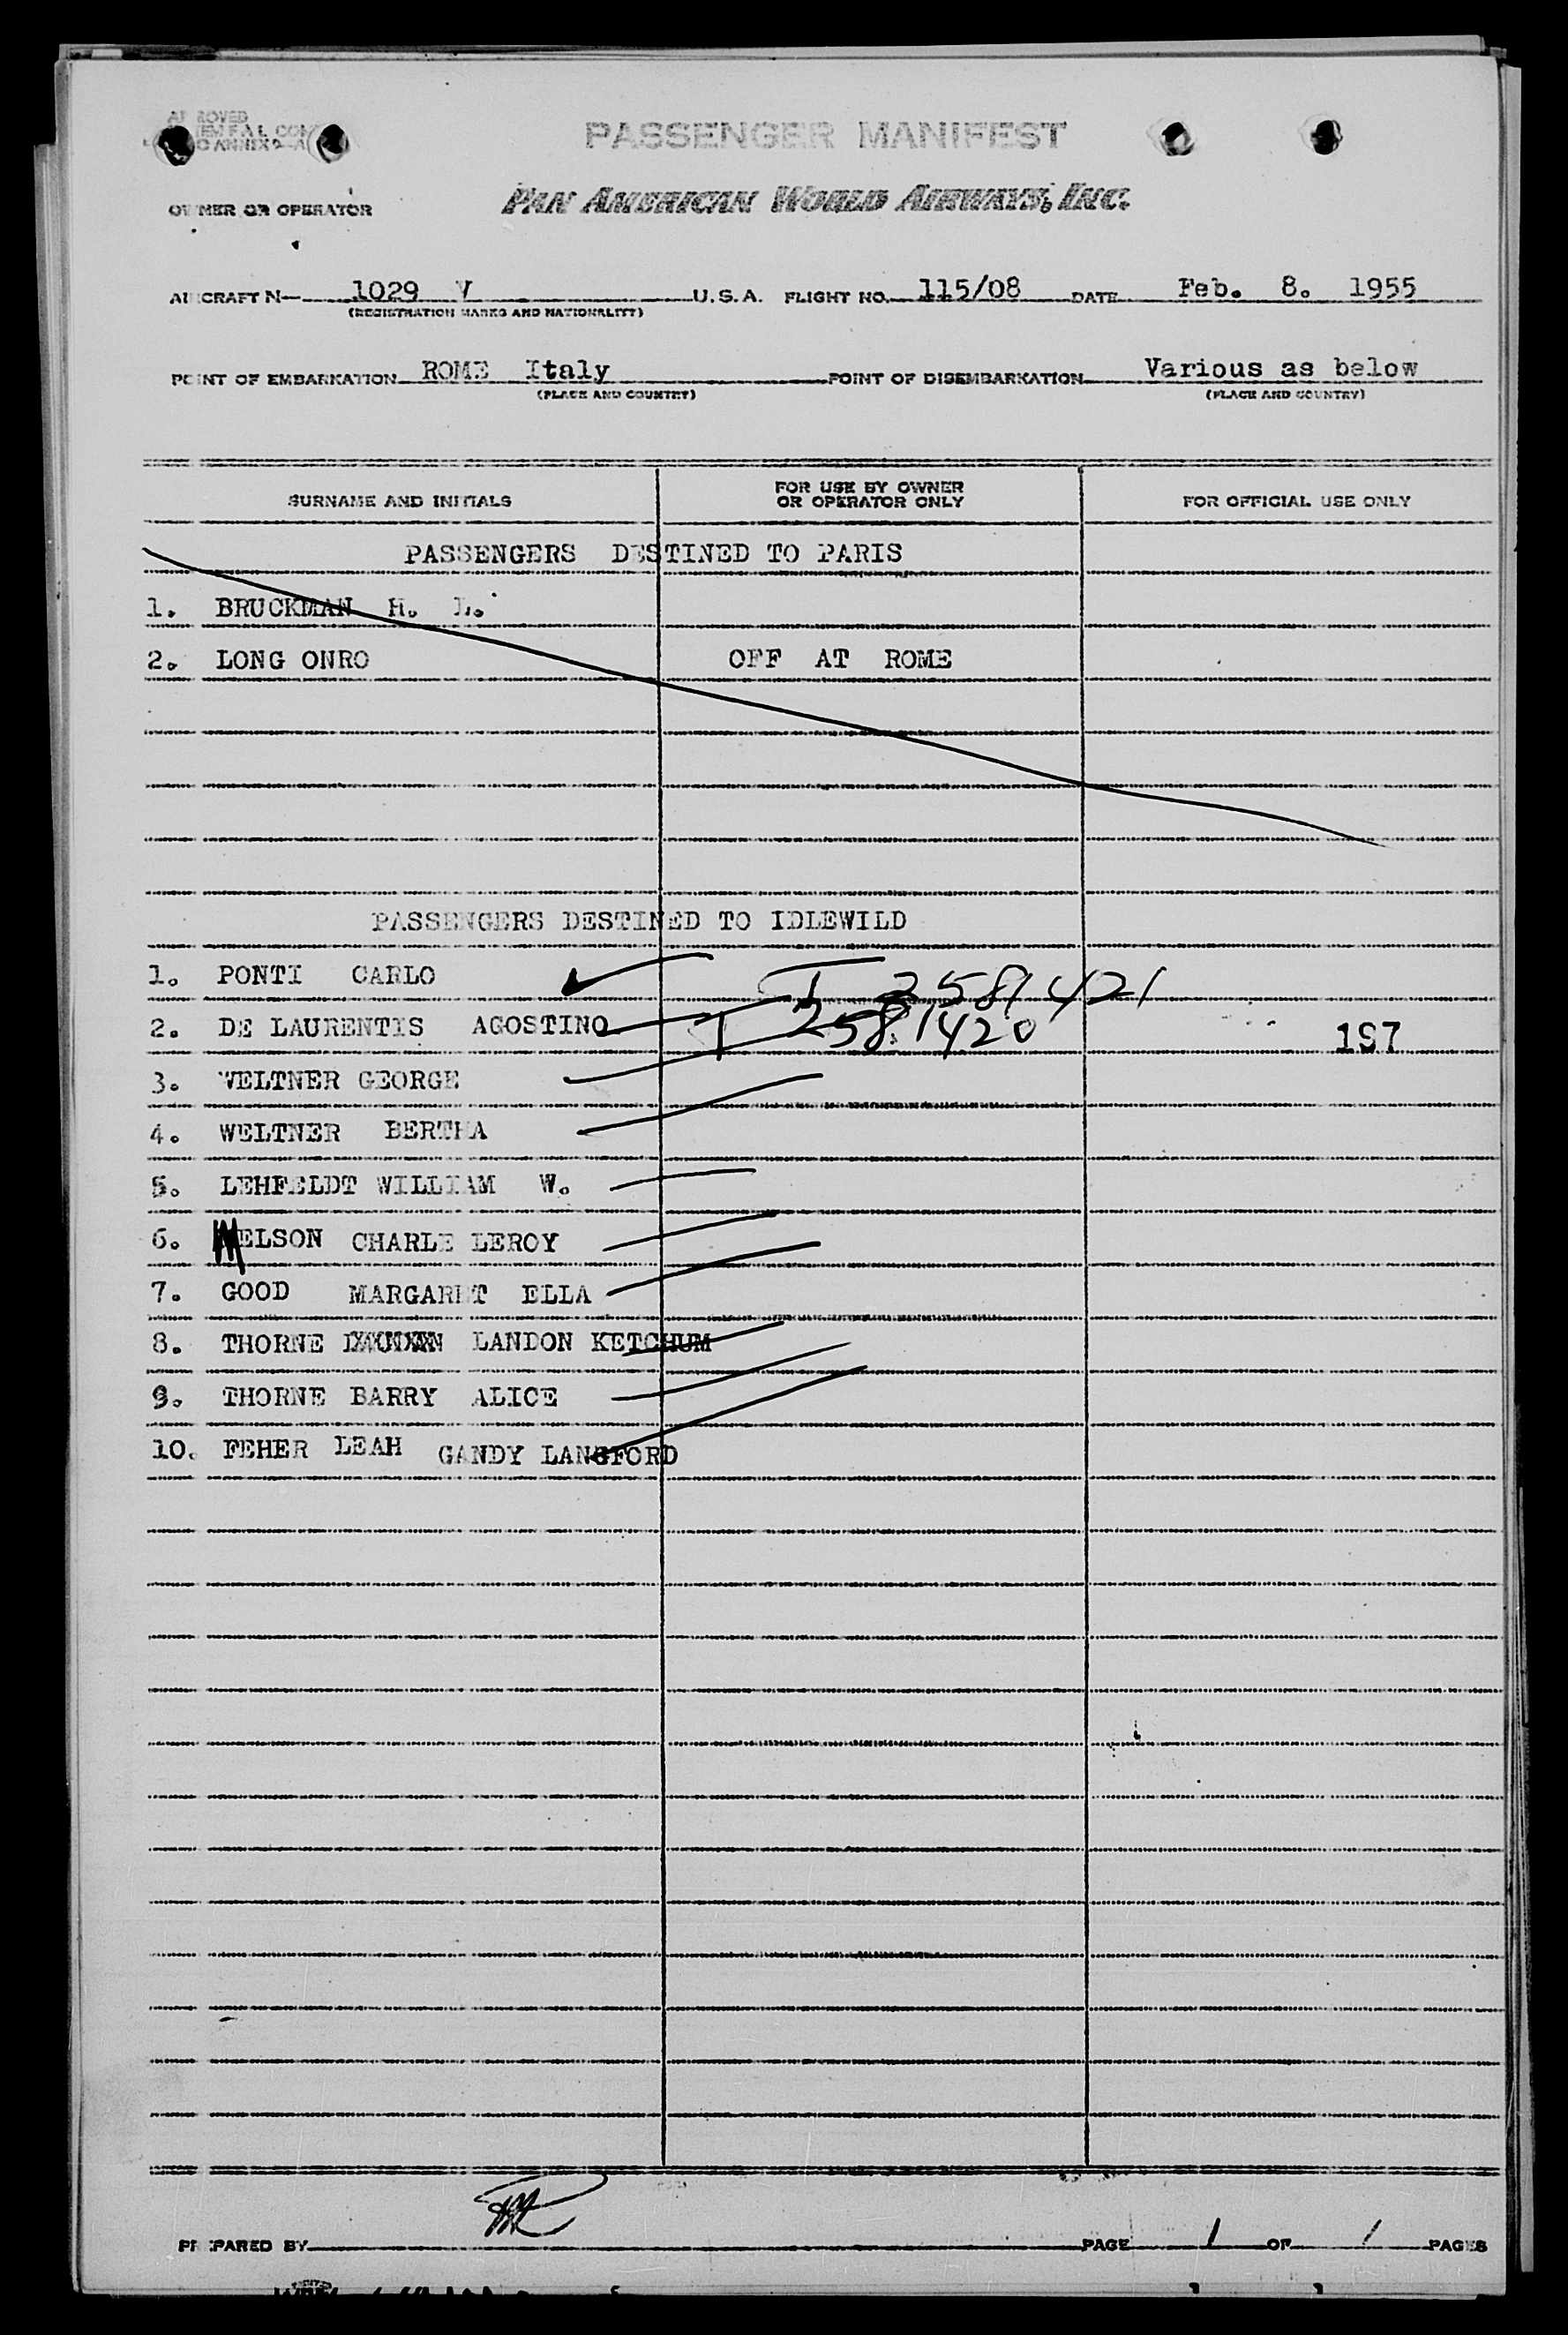 PASSENGER MANIFEST
OWNER OR OPERATOR PAN AMERICAN WORLD AIRWAYS, INC.
AIRCRAFT N— 1029 V U.S.A. FLIGHT NO. 115/08 DATE Feb. 8. 1955
(REGISTRATION MARKS AND NATIONALITY)
POINT OF EMBARKATION ROME Italy POINT OF DISEMBARKATION Various as below
(PLACE AND COUNTRY) (PLACE AND COUNTRY)
SURNAME AND INITIALS FOR USE BY OWNER OR OPERATOR ONLY FOR OFFICIAL USE ONLY
PASSENGERS DESTINED TO PARIS
1. BRUCKMAN H. L.
2. LONG ONRO OFF AT ROME
PASSENGERS DESTINED TO IDLEWILD
1. PONTI CARLO T 2581421
2. DE LAURENTIS AGOSTINO T 2581420 197
3. WELTNER GEORGE
4. WELTNER BERTHA
5. LEHFELDT WILLIAM W.
6. NELSON CHARLE LEROY
7. GOOD MARGARET ELLA
8. THORNE LANDON KETCHUM
9. THORNE BARRY ALICE
10. FEHER LEAH GANDY LANGFORD
PREPARED BY PAGE 1 OF 1 PAGES